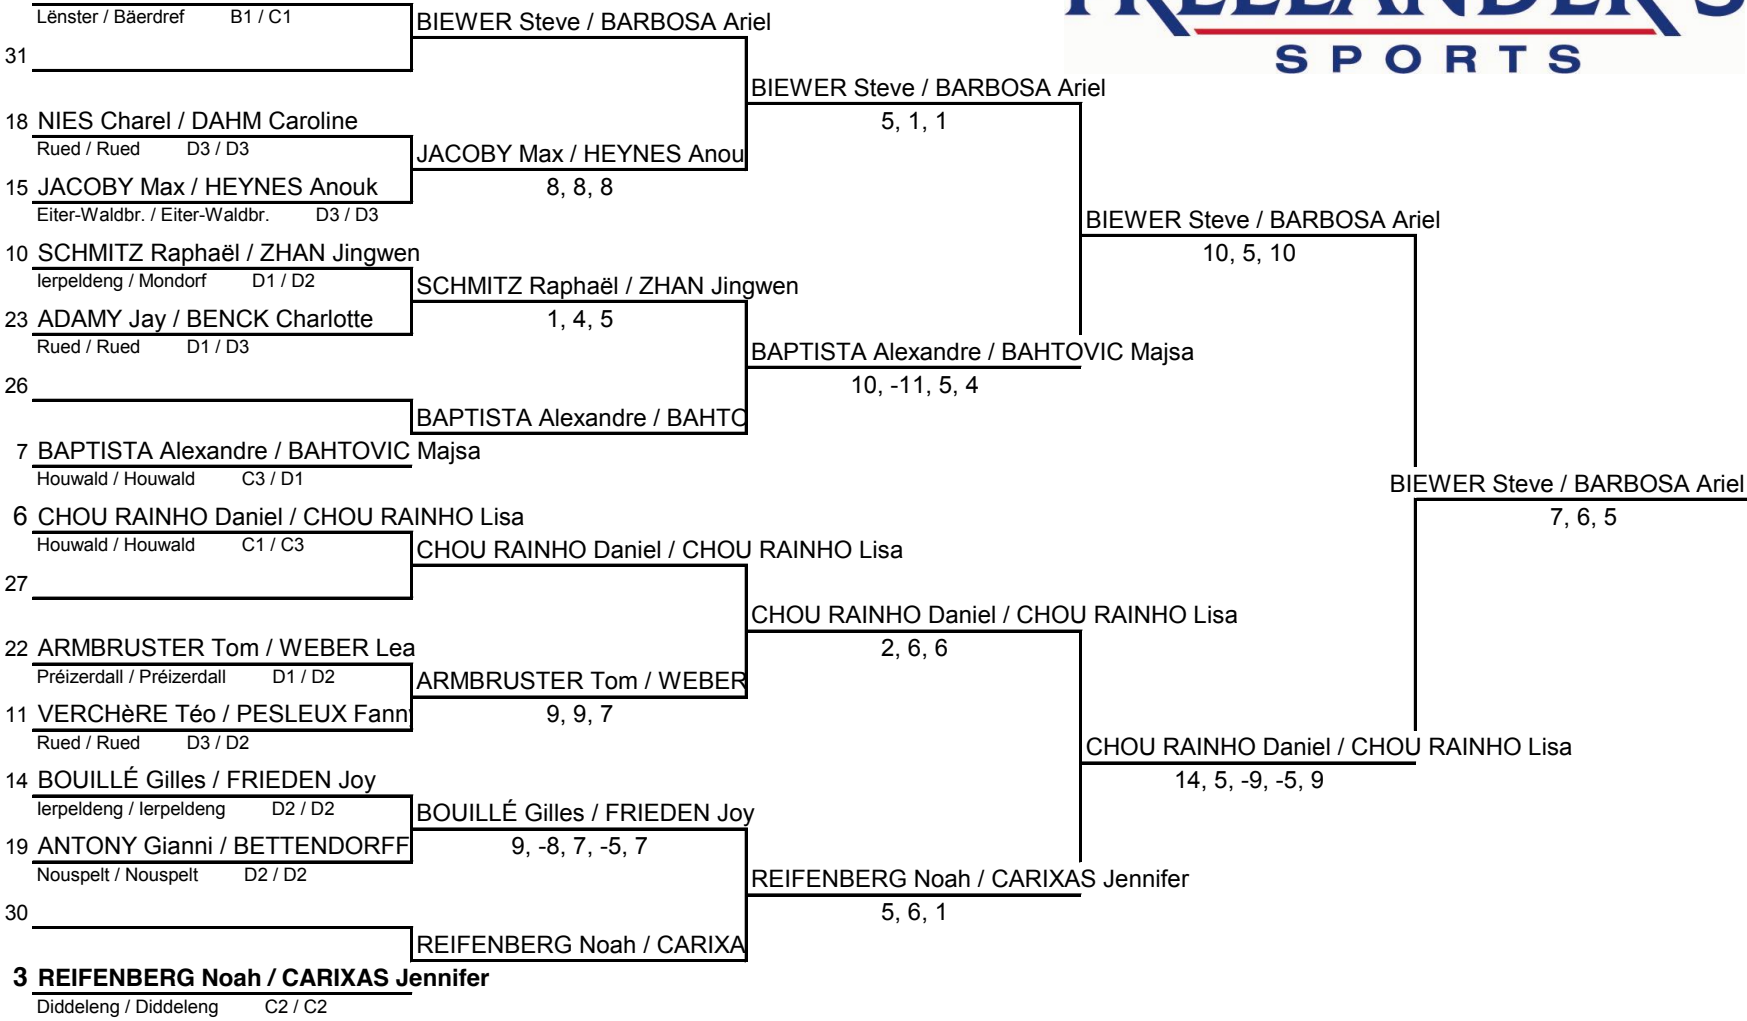 SPORTS
Lënster / Bäerdref B1 / C1
BIEWER Steve / BARBOSA Ariel
31
BIEWER Steve / BARBOSA Ariel
5, 1, 1
18 NIES Charel / DAHM Caroline
Rued / Rued D3 / D3
JACOBY Max / HEYNES Anou
8, 8, 8
15 JACOBY Max / HEYNES Anouk
Eiter-Waldbr. / Eiter-Waldbr. D3 / D3
BIEWER Steve / BARBOSA Ariel
10, 5, 10
10 SCHMITZ Raphaël / ZHAN Jingwen
Ierpeldeng / Mondorf D1 / D2
SCHMITZ Raphaël / ZHAN Jingwen
1, 4, 5
23 ADAMY Jay / BENCK Charlotte
Rued / Rued D1 / D3
BAPTISTA Alexandre / BAHTOVIC Majsa
10, -11, 5, 4
26
BAPTISTA Alexandre / BAHTO
7 BAPTISTA Alexandre / BAHTOVIC Majsa
Houwald / Houwald C3 / D1
BIEWER Steve / BARBOSA Ariel
7, 6, 5
6 CHOU RAINHO Daniel / CHOU RAINHO Lisa
Houwald / Houwald C1 / C3
CHOU RAINHO Daniel / CHOU RAINHO Lisa
27
CHOU RAINHO Daniel / CHOU RAINHO Lisa
2, 6, 6
22 ARMBRUSTER Tom / WEBER Lea
Préizerdall / Préizerdall D1 / D2
ARMBRUSTER Tom / WEBER
9, 9, 7
11 VERCHèRE Téo / PESLEUX Fann
Rued / Rued D3 / D2
CHOU RAINHO Daniel / CHOU RAINHO Lisa
14, 5, -9, -5, 9
14 BOUILLÉ Gilles / FRIEDEN Joy
Ierpeldeng / Ierpeldeng D2 / D2
BOUILLÉ Gilles / FRIEDEN Joy
9, -8, 7, -5, 7
19 ANTONY Gianni / BETTENDORFF
Nouspelt / Nouspelt D2 / D2
REIFENBERG Noah / CARIXAS Jennifer
5, 6, 1
30
REIFENBERG Noah / CARIXA
3 REIFENBERG Noah / CARIXAS Jennifer
Diddeleng / Diddeleng C2 / C2